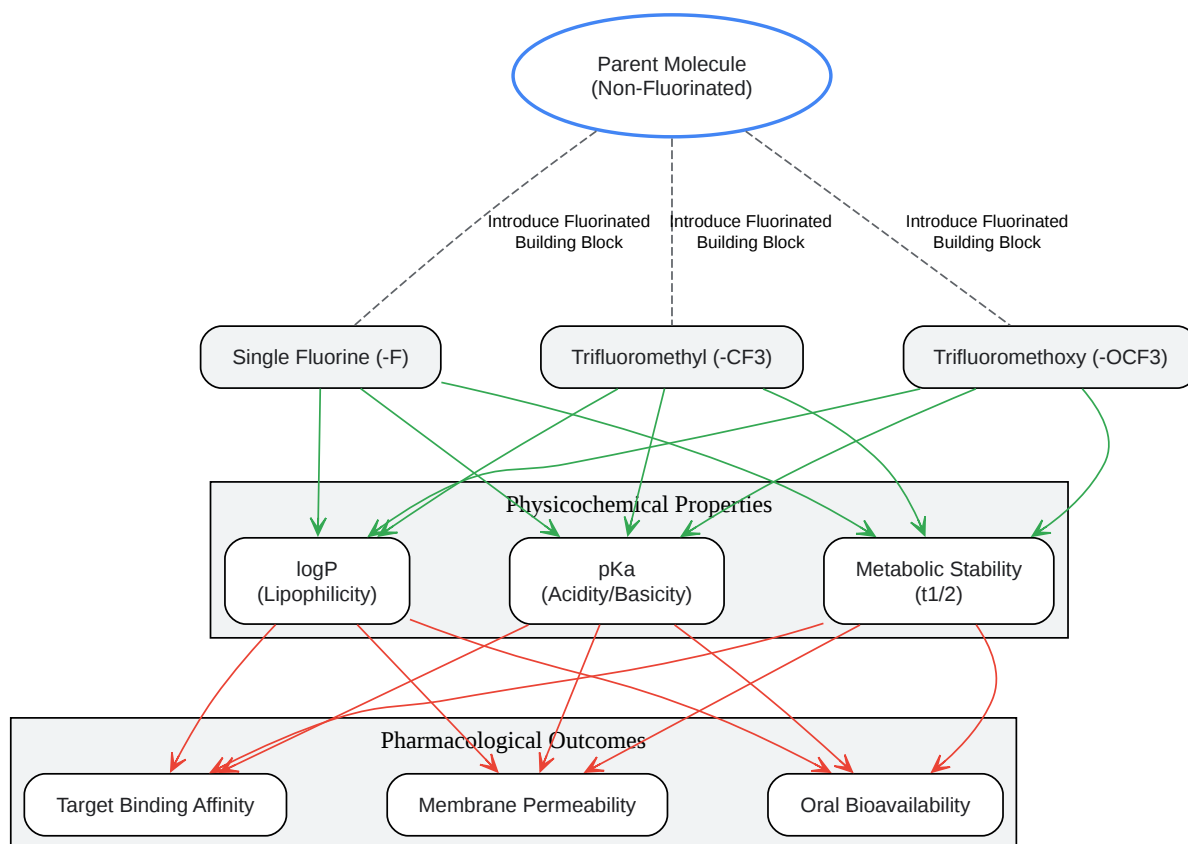 Parent Molecule
(Non-Fluorinated)
Introduce Fluorinated
Building Block
Introduce Fluorinated
Building Block
Introduce Fluorinated
Building Block
Single Fluorine (-F)
Trifluoromethyl (-CF3)
Trifluoromethoxy (-OCF3)
Physicochemical Properties
logP
(Lipophilicity)
pKa
(Acidity/Basicity)
Metabolic Stability
(t1/2)
Pharmacological Outcomes
Target Binding Affinity
Membrane Permeability
Oral Bioavailability